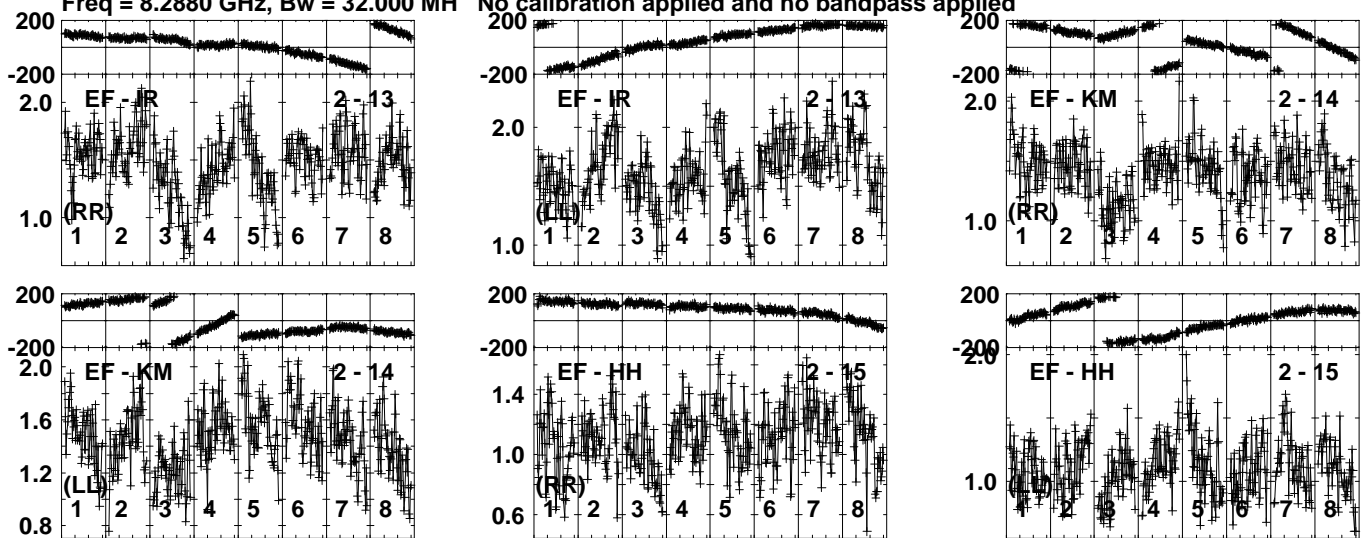 Freq = 8.2880 GHz, Bw = 32.000 MH No calibration applied and no bandpass applied
200
-200
2.0
1.0
EF - IR 2 - 13
(RR)
1 2 3 4 5 6 7 8
200
-200
2.0
1.0
EF - IR 2 - 13
(LL)
1 2 3 4 5 6 7 8
200
-200
2.0
1.0
EF - KM 2 - 14
(RR)
1 2 3 4 5 6 7 8
200
-200
2.0
1.6
1.2
0.8
EF - KM 2 - 14
(LL)
1 2 3 4 5 6 7 8
200
-200
1.4
1.0
0.6
EF - HH 2 - 15
(RR)
1 2 3 4 5 6 7 8
200
-200
2.0
1.0
EF - HH 2 - 15
(LL)
1 2 3 4 5 6 7 8